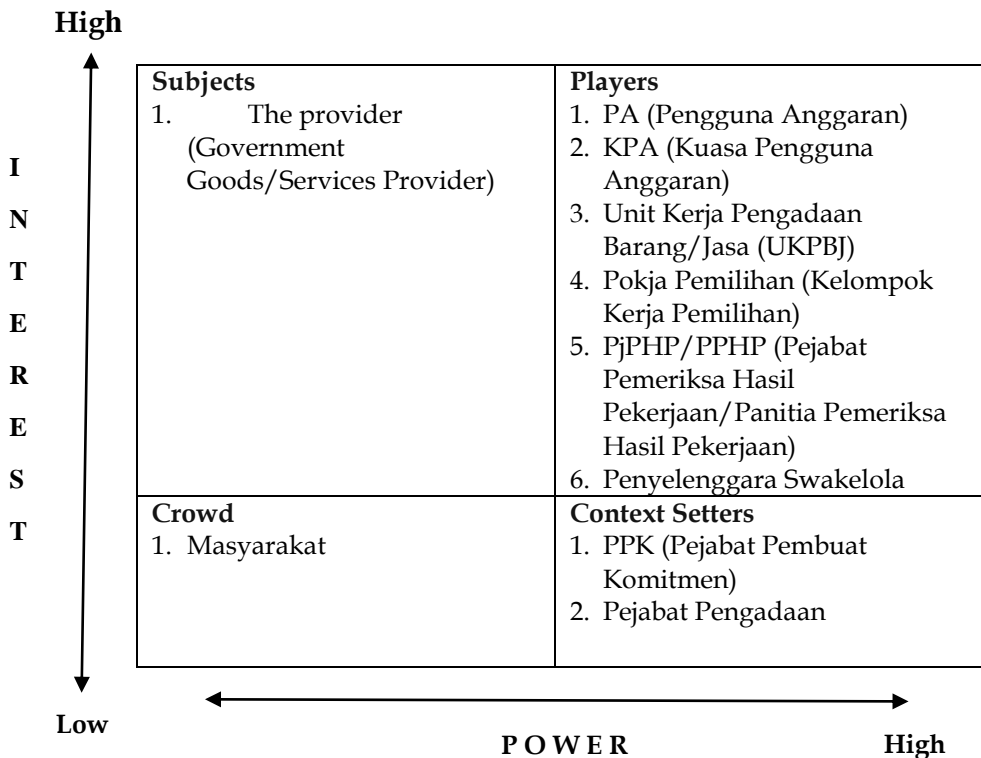 High
I
N
T
E
R
E
S
T
Subjects
1. The provider
(Government
Goods/Services Provider)
Players
1. PA (Pengguna Anggaran)
2. KPA (Kuasa Pengguna
Anggaran)
3. Unit Kerja Pengadaan
Barang/Jasa (UKPBJ)
4. Pokja Pemilihan (Kelompok
Kerja Pemilihan)
5. PjPHP/PPHP (Pejabat
Pemeriksa Hasil
Pekerjaan/Panitia Pemeriksa
Hasil Pekerjaan)
6. Penyelenggara Swakelola
Crowd
1. Masyarakat
Context Setters
1. PPK (Pejabat Pembuat
Komitmen)
2. Pejabat Pengadaan
Low
P O W E R
High